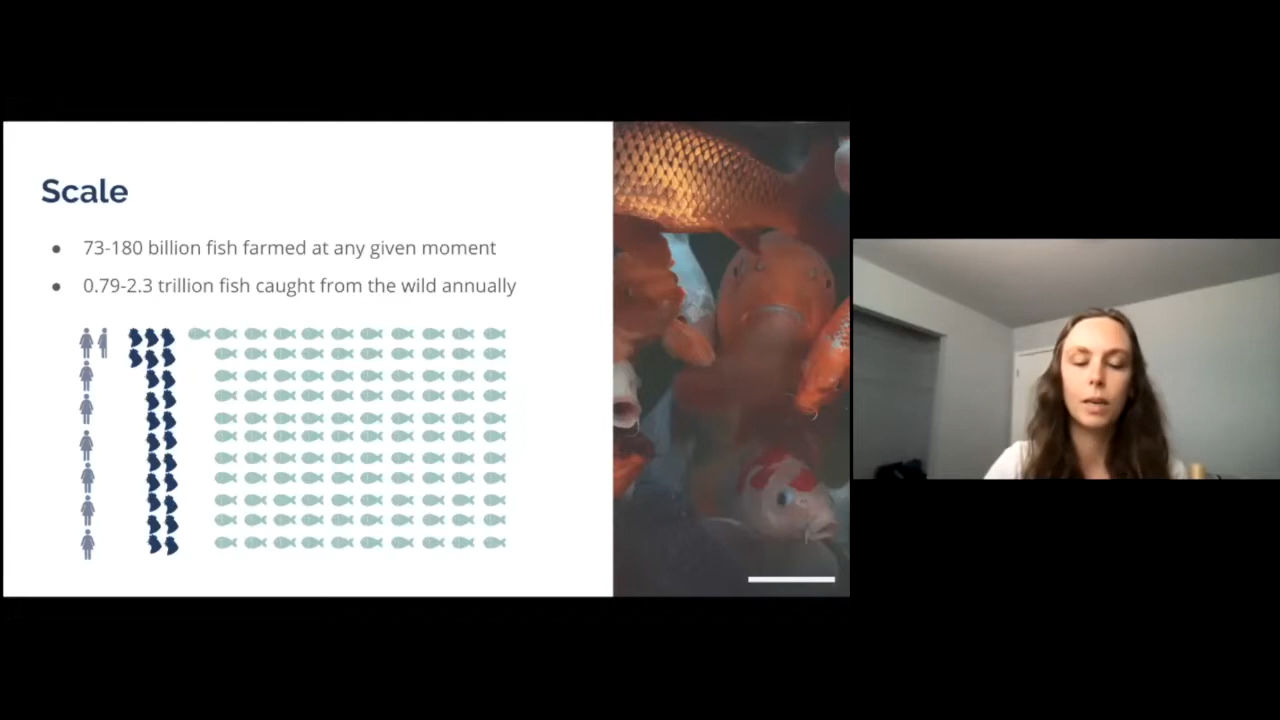 Scale
● 73-180 billion fish farmed at any given moment
● 0.79-2.3 trillion fish caught from the wild annually